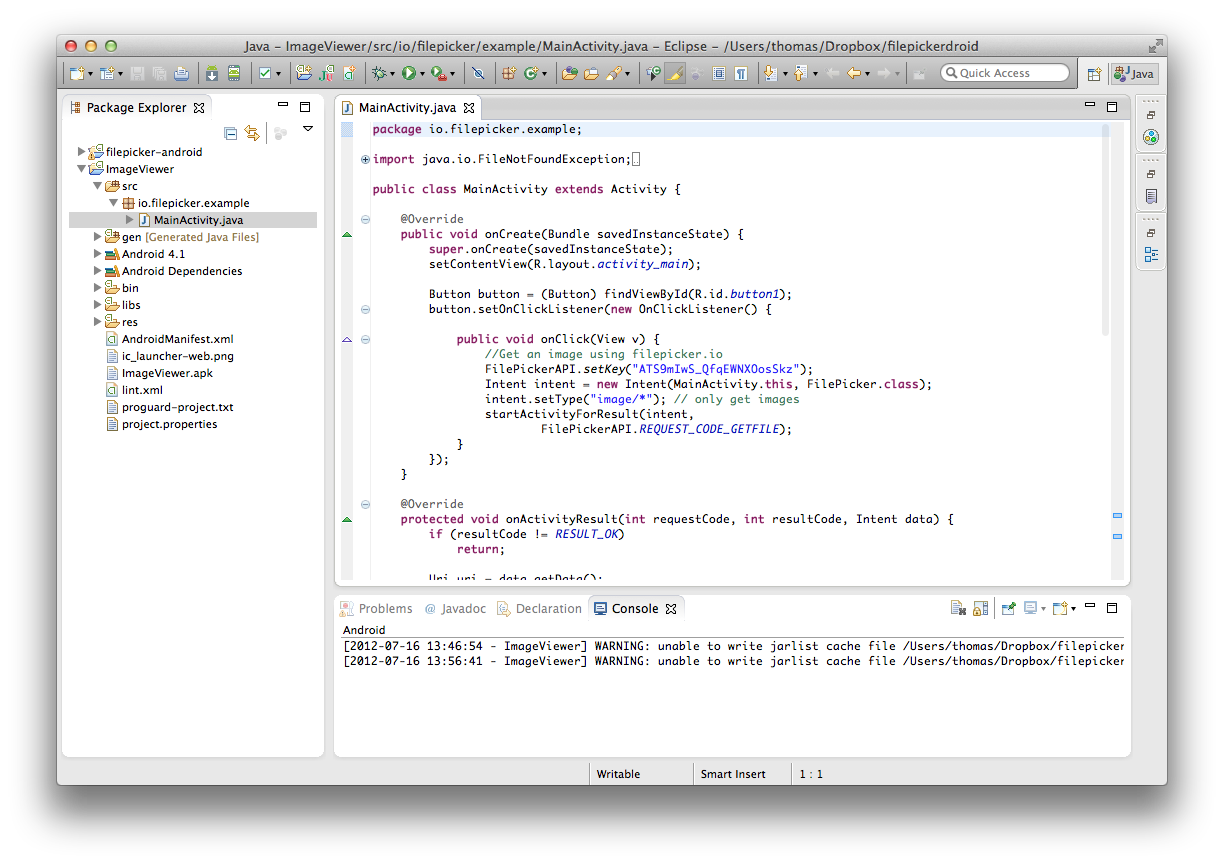 Java – ImageViewer/src/io/filepicker/example/MainActivity.java – Eclipse – /Users/thomas/Dropbox/filepickerdroid
Quick Access
Java
Package Explorer
filepicker-android
ImageViewer
src
io.filepicker.example
MainActivity.java
gen [Generated Java Files]
Android 4.1
Android Dependencies
bin
libs
res
AndroidManifest.xml
ic_launcher-web.png
ImageViewer.apk
lint.xml
proguard-project.txt
project.properties
MainActivity.java
package io.filepicker.example;
import java.io.FileNotFoundException;
public class MainActivity extends Activity {
@Override
public void onCreate(Bundle savedInstanceState) {
super.onCreate(savedInstanceState);
setContentView(R.layout.activity_main);
Button button = (Button) findViewById(R.id.button1);
button.setOnClickListener(new OnClickListener() {
public void onClick(View v) {
//Get an image using filepicker.io
FilePickerAPI.setKey("ATS9mIwS_QfqEWNXOosSkz");
Intent intent = new Intent(MainActivity.this, FilePicker.class);
intent.setType("image/*"); // only get images
startActivityForResult(intent,
FilePickerAPI.REQUEST_CODE_GETFILE);
}
});
}
@Override
protected void onActivityResult(int requestCode, int resultCode, Intent data) {
if (resultCode != RESULT_OK)
return;
Uri uri = data.getData();
Problems @ Javadoc Declaration Console
Android
[2012-07-16 13:46:54 - ImageViewer] WARNING: unable to write jarlist cache file /Users/thomas/Dropbox/filepicker
[2012-07-16 13:56:41 - ImageViewer] WARNING: unable to write jarlist cache file /Users/thomas/Dropbox/filepicker
Writable
Smart Insert
1 : 1